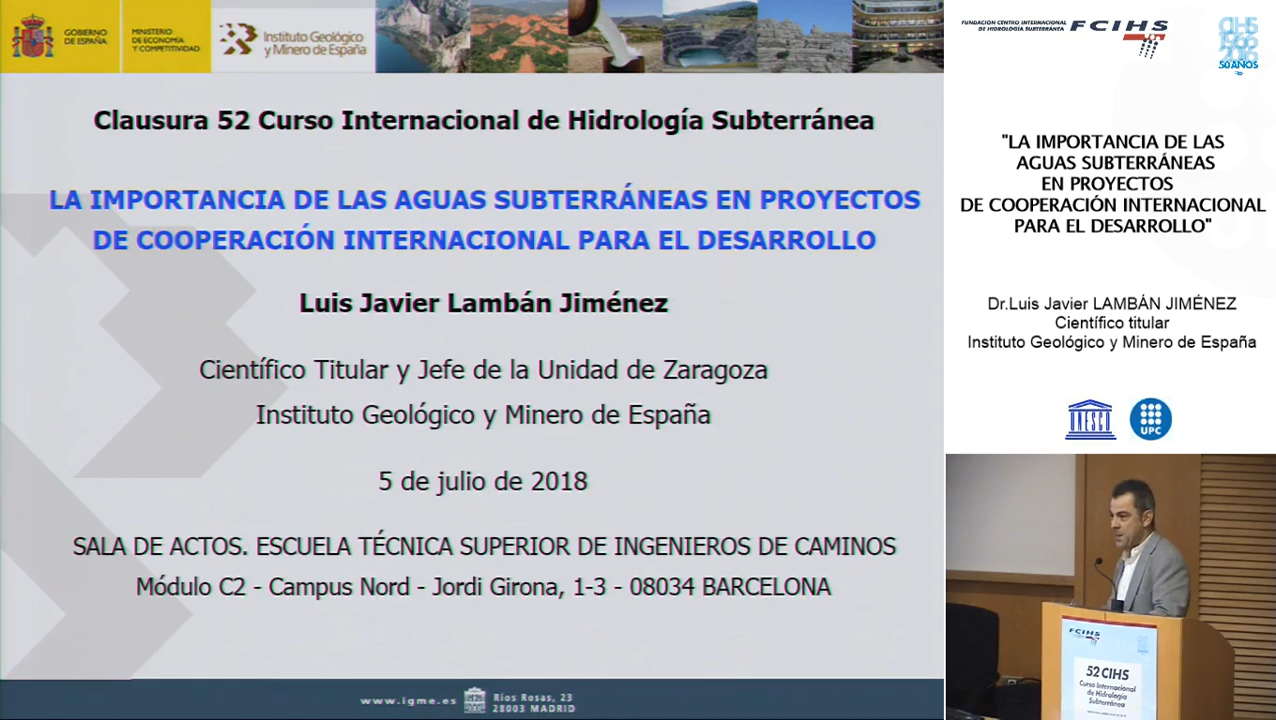 GOBIERNO
DE ESPAÑA
MINISTERIO
DE ECONOMÍA
Y COMPETITIVIDAD
Instituto Geológico
y Minero de España
Clausura 52 Curso Internacional de Hidrología Subterránea
LA IMPORTANCIA DE LAS AGUAS SUBTERRÁNEAS EN PROYECTOS
DE COOPERACIÓN INTERNACIONAL PARA EL DESARROLLO
Luis Javier Lambán Jiménez
Científico Titular y Jefe de la Unidad de Zaragoza
Instituto Geológico y Minero de España
5 de julio de 2018
SALA DE ACTOS. ESCUELA TÉCNICA SUPERIOR DE INGENIEROS DE CAMINOS
Módulo C2 - Campus Nord - Jordi Girona, 1-3 - 08034 BARCELONA
www.igme.es
Ríos Rosas, 23
28003 MADRID
FUNDACIÓN CENTRO INTERNACIONAL
DE HIDROLOGÍA SUBTERRÁNEA
FCIHS
CIHS
1966
2016
50 AÑOS
"LA IMPORTANCIA DE LAS
AGUAS SUBTERRÁNEAS
EN PROYECTOS
DE COOPERACIÓN INTERNACIONAL
PARA EL DESARROLLO"
Dr.Luis Javier LAMBÁN JIMÉNEZ
Científico titular
Instituto Geológico y Minero de España
UNESCO
UPC
FCIHS
52 CIHS
Curso Internacional
de Hidrología
Subterránea